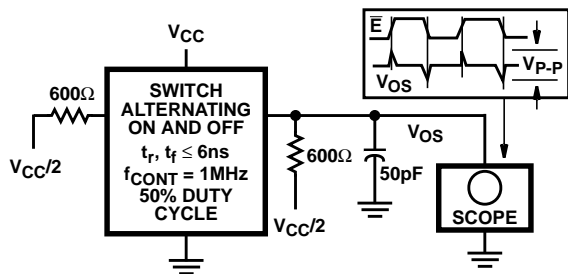 E
VOS
VP-P
VCC
600Ω
VCC/2
SWITCH
ALTERNATING
ON AND OFF
tr, tf ≤ 6ns
fCONT = 1MHz
50% DUTY
CYCLE
600Ω
VCC/2
50pF
VOS
SCOPE